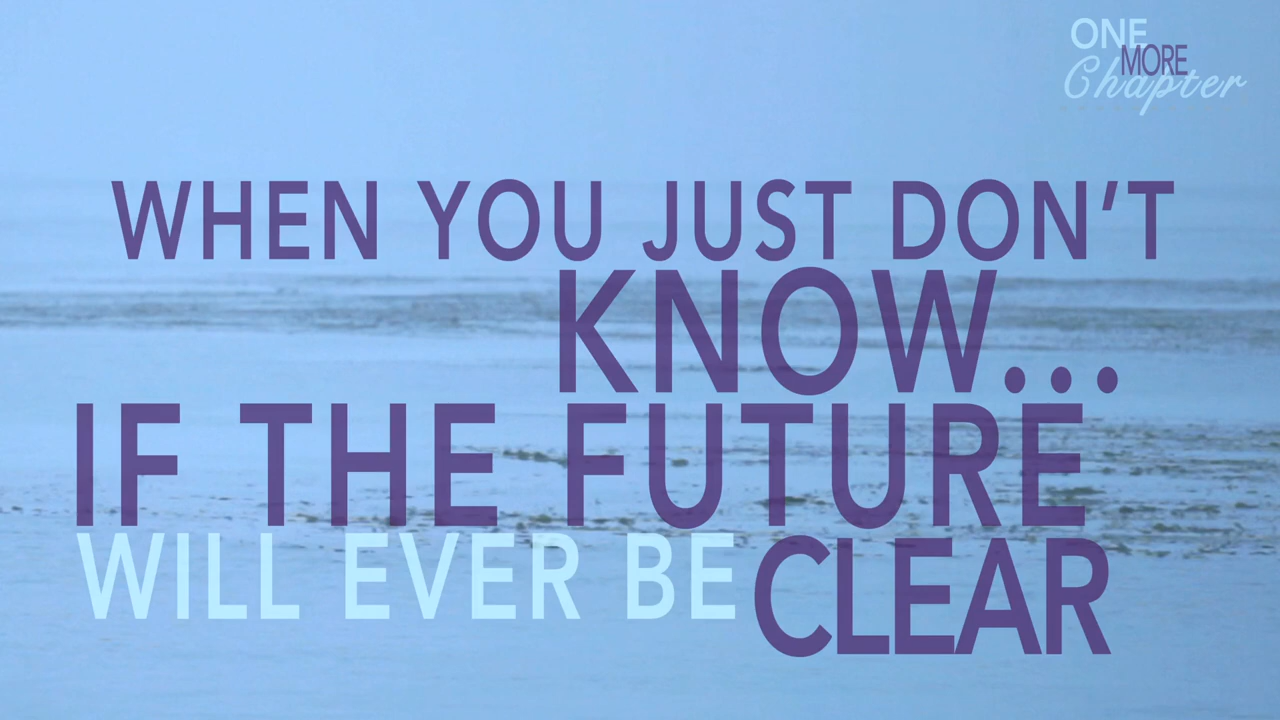 ONE
MORE
Chapter
WHEN YOU JUST DON’T
KNOW...
IF THE FUTURE
WILL EVER BE CLEAR